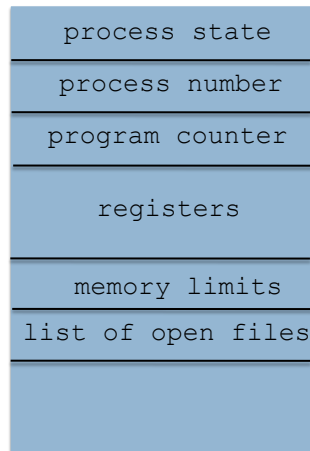 process state
process number
program counter
registers
memory limits
list of open files